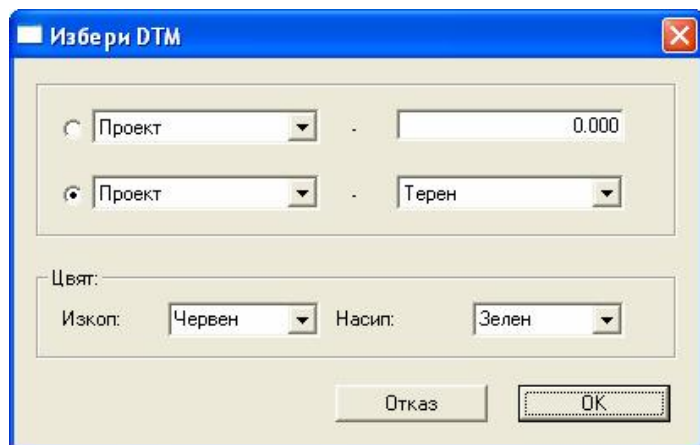 Избери DTM
Проект - 0.000
Проект - Терен
Цвят:
Изкоп: Червен Насип: Зелен
Отказ OK